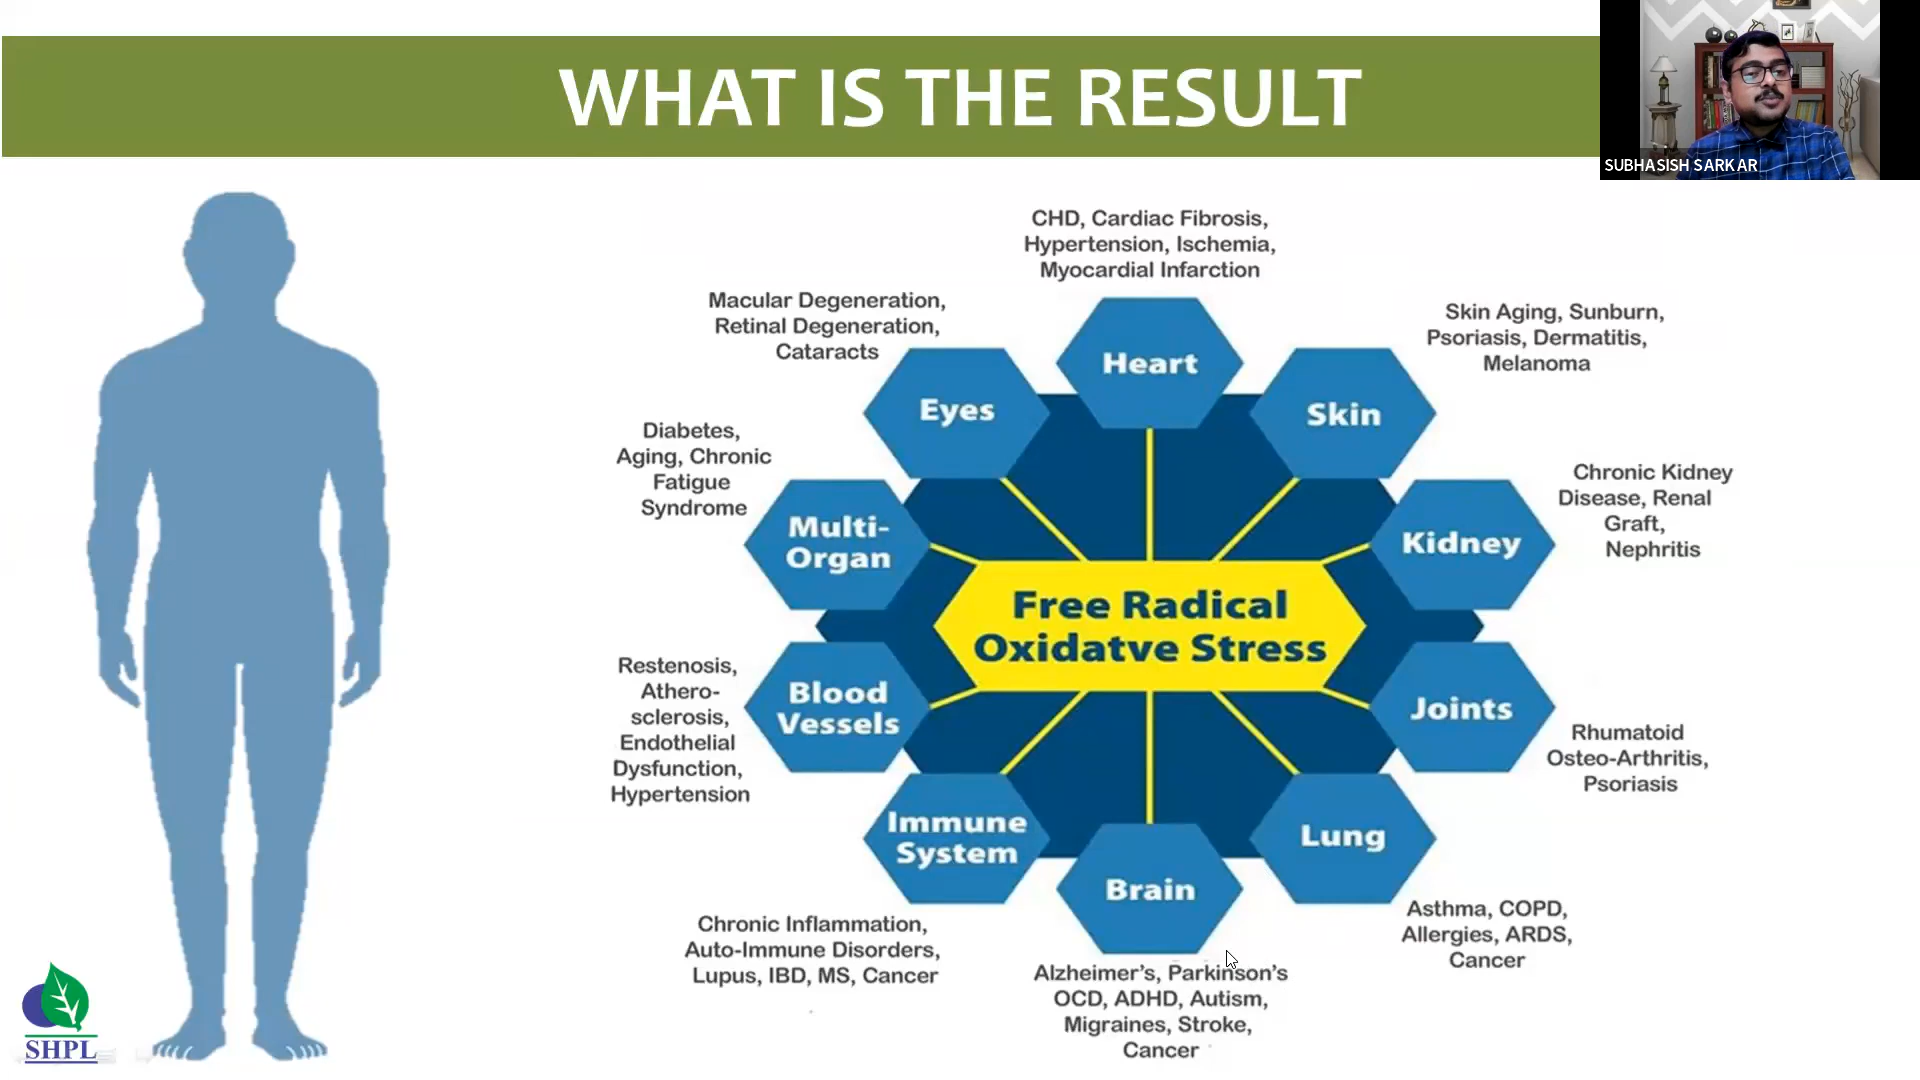 WHAT IS THE RESULT
SUBHASISH SARKAR
CHD, Cardiac Fibrosis,
Hypertension, Ischemia,
Myocardial Infarction
Heart
Macular Degeneration,
Retinal Degeneration,
Cataracts
Eyes
Skin Aging, Sunburn,
Psoriasis, Dermatitis,
Melanoma
Skin
Diabetes,
Aging, Chronic
Fatigue
Syndrome
Multi-
Organ
Chronic Kidney
Disease, Renal
Graft,
Nephritis
Kidney
Free Radical
Oxidatve Stress
Restenosis,
Athero-
sclerosis,
Endothelial
Dysfunction,
Hypertension
Blood
Vessels
Joints
Rhumatoid
Osteo-Arthritis,
Psoriasis
Immune
System
Chronic Inflammation,
Auto-Immune Disorders,
Lupus, IBD, MS, Cancer
Brain
Alzheimer's, Parkinson's
OCD, ADHD, Autism,
Migraines, Stroke,
Cancer
Lung
Asthma, COPD,
Allergies, ARDS,
Cancer
SHPL